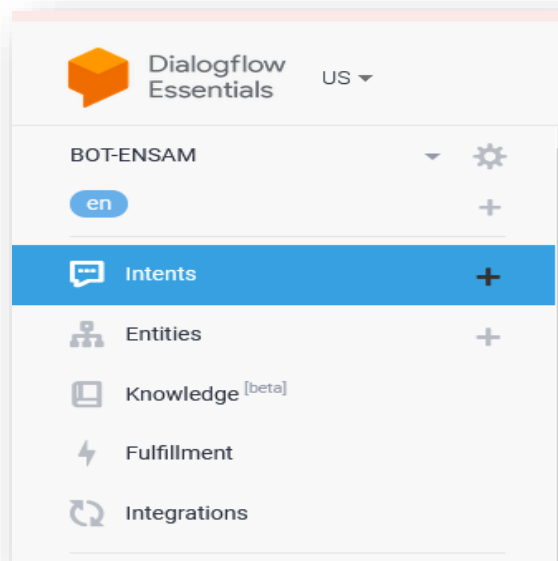 Dialogflow
Essentials
US
BOT-ENSAM
en
Intents
Entities
Knowledge [beta]
Fulfillment
Integrations